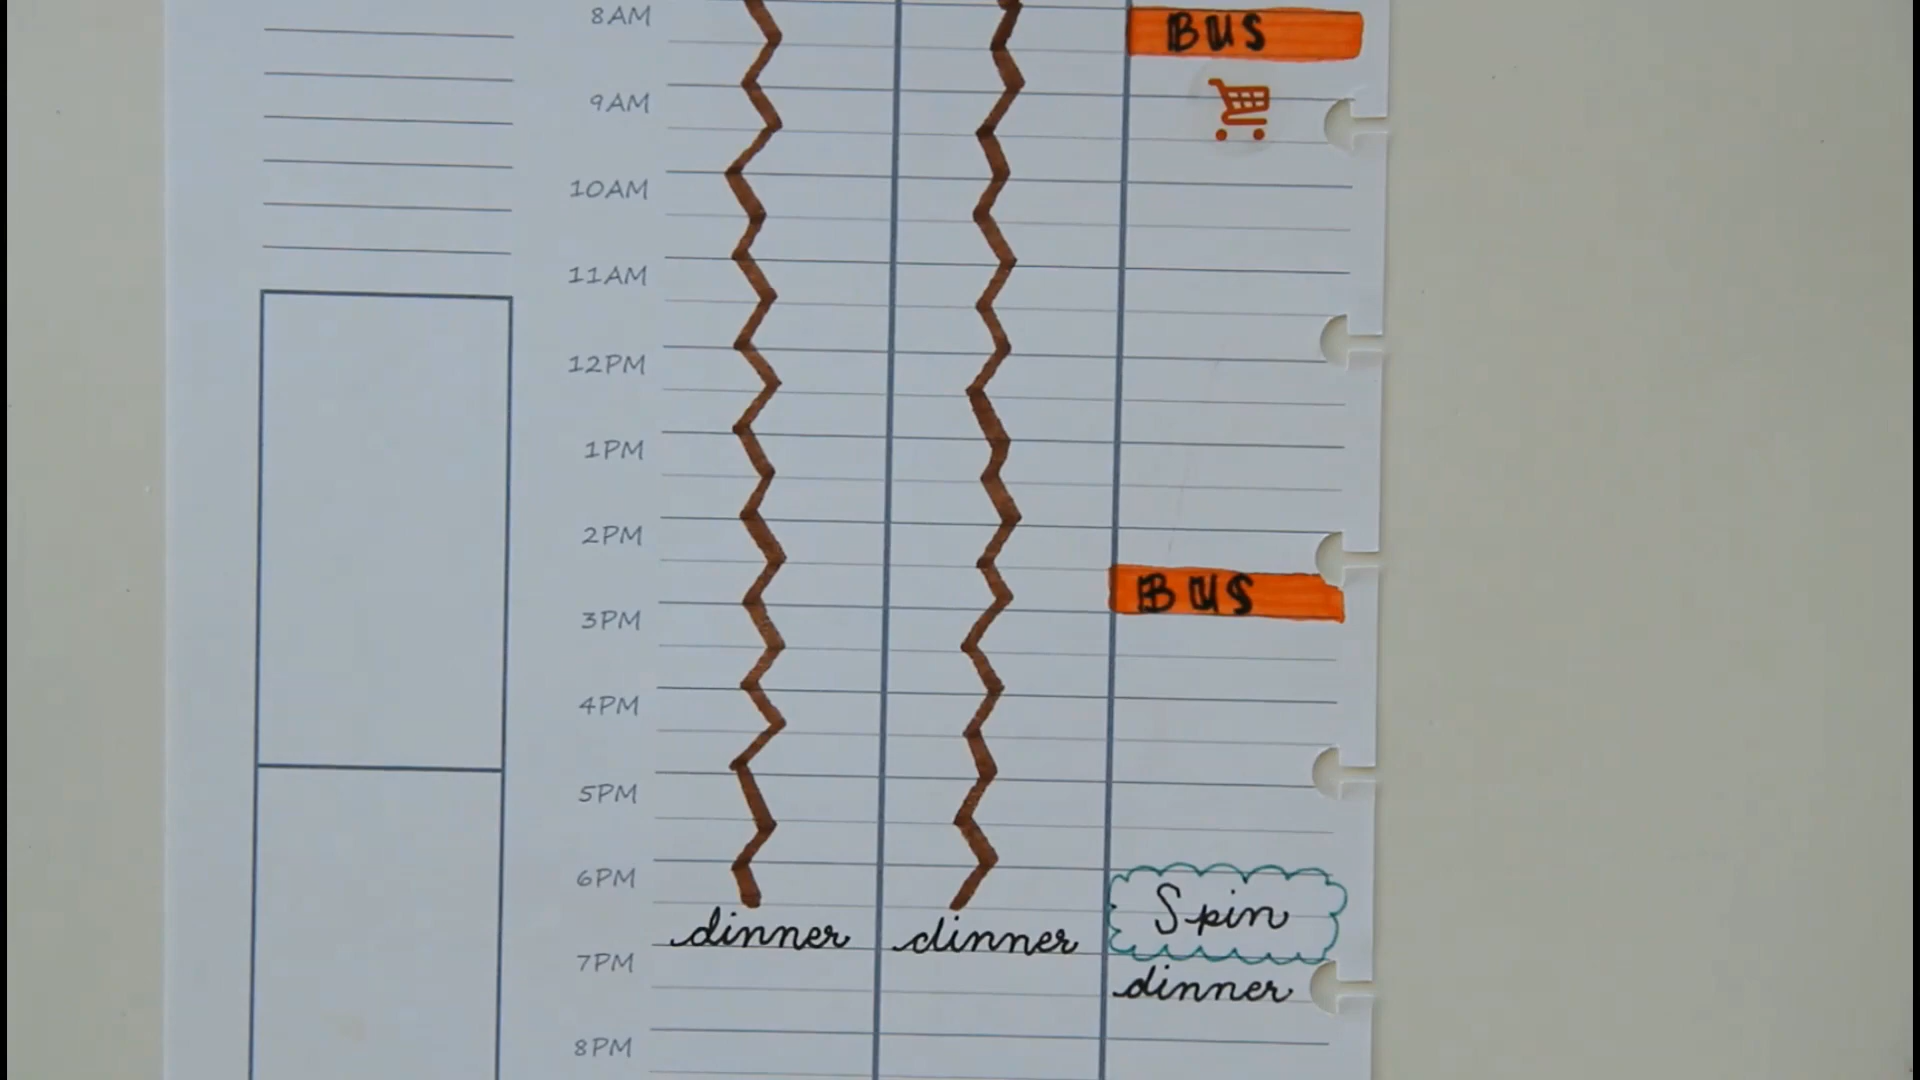 8AM BUS
9AM
10AM
11AM
12PM
1PM
2PM
BUS
3PM
4PM
5PM
6PM Spin
dinner dinner
7PM dinner
8PM